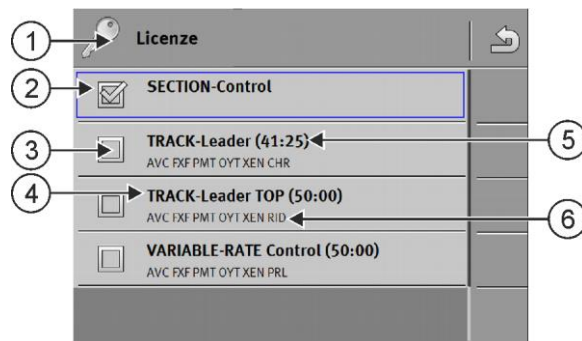 1
Licenze
2
SECTION-Control
3
TRACK-Leader (41:25)
5
AVC FXF PMT OYT XEN CHR
4
TRACK-Leader TOP (50:00)
AVC FXF PMT OYT XEN RID
6
VARIABLE-RATE Control (50:00)
AVC FXF PMT OYT XEN PRL